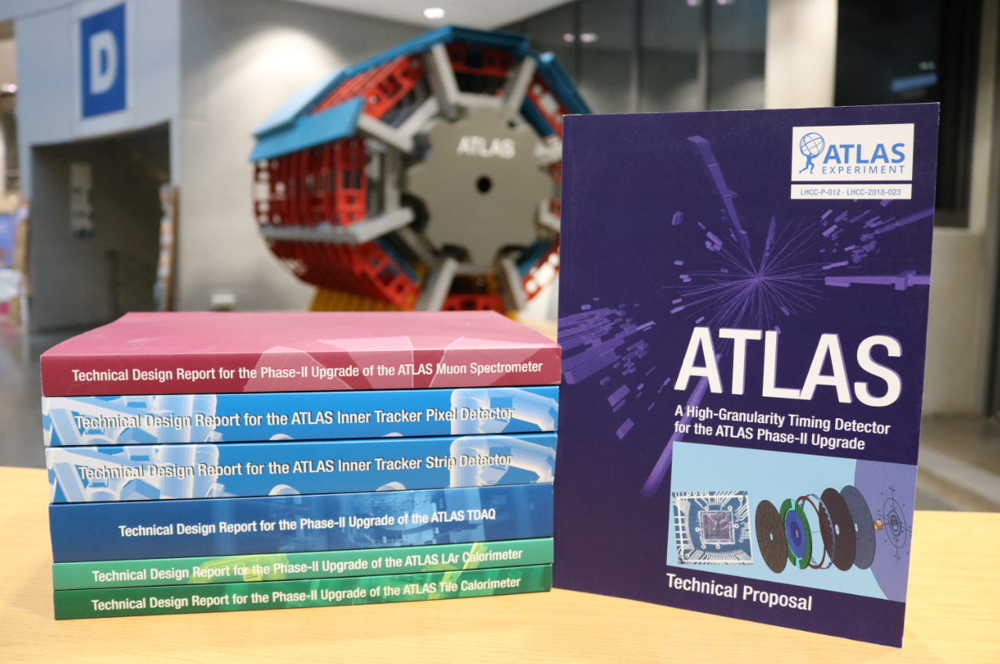 D
ATLAS
ATLAS
EXPERIMENT
LHCC-P-012 · LHCC-2018-023
ATLAS
A High-Granularity Timing Detector
for the ATLAS Phase-II Upgrade
Technical Proposal
Technical Design Report for the Phase-II Upgrade of the ATLAS Muon Spectrometer
Technical Design Report for the ATLAS Inner Tracker Pixel Detector
Technical Design Report for the ATLAS Inner Tracker Strip Detector
Technical Design Report for the Phase-II Upgrade of the ATLAS TDAQ
Technical Design Report for the Phase-II Upgrade of the ATLAS LAr Calorimeter
Technical Design Report for the Phase-II Upgrade of the ATLAS Tile Calorimeter